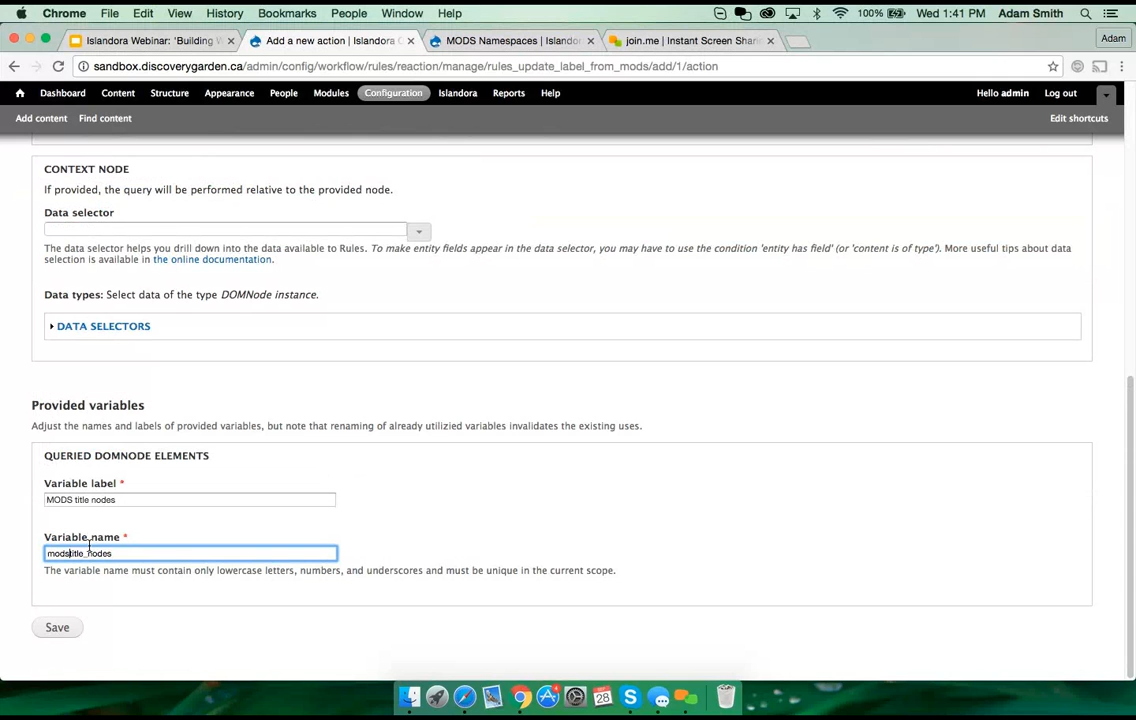 Chrome File Edit View History Bookmarks People Window Help 100% Wed 1:41 PM Adam Smith
Islandora Webinar: 'Building W Add a new action | Islandora C MODS Namespaces | Islandor join.me | Instant Screen Shari Adam
sandbox.discoverygarden.ca/admin/config/workflow/rules/reaction/manage/rules_update_label_from_mods/add/1/action
Dashboard Content Structure Appearance People Modules Configuration Islandora Reports Help Hello admin Log out
Add content Find content Edit shortcuts
CONTEXT NODE
If provided, the query will be performed relative to the provided node.
Data selector
The data selector helps you drill down into the data available to Rules. To make entity fields appear in the data selector, you may have to use the condition 'entity has field' (or 'content is of type'). More useful tips about data
selection is available in the online documentation.
Data types: Select data of the type DOMNode instance.
DATA SELECTORS
Provided variables
Adjust the names and labels of provided variables, but note that renaming of already utilizied variables invalidates the existing uses.
QUERIED DOMNODE ELEMENTS
Variable label *
MODS title nodes
Variable name *
modstitle_nodes
The variable name must contain only lowercase letters, numbers, and underscores and must be unique in the current scope.
Save
28